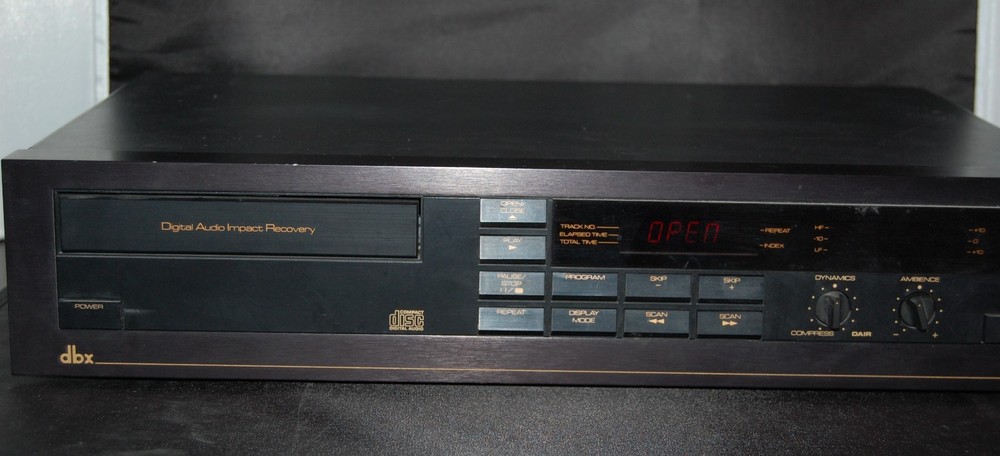 Digital Audio Impact Recovery
POWER
COMPACT
disc
DIGITAL AUDIO
dbx
OPEN/
CLOSE
PLAY
PAUSE/
STOP
REPEAT
TRACK NO.
ELAPSED TIME
TOTAL TIME
OPEN
REPEAT
INDEX
HF
-10
LF
+10
0
+10
PROGRAM
SKIP
-
SKIP
+
DISPLAY
MODE
SCAN
SCAN
DYNAMICS
COMPRESS DAIR
AMBIENCE
- +